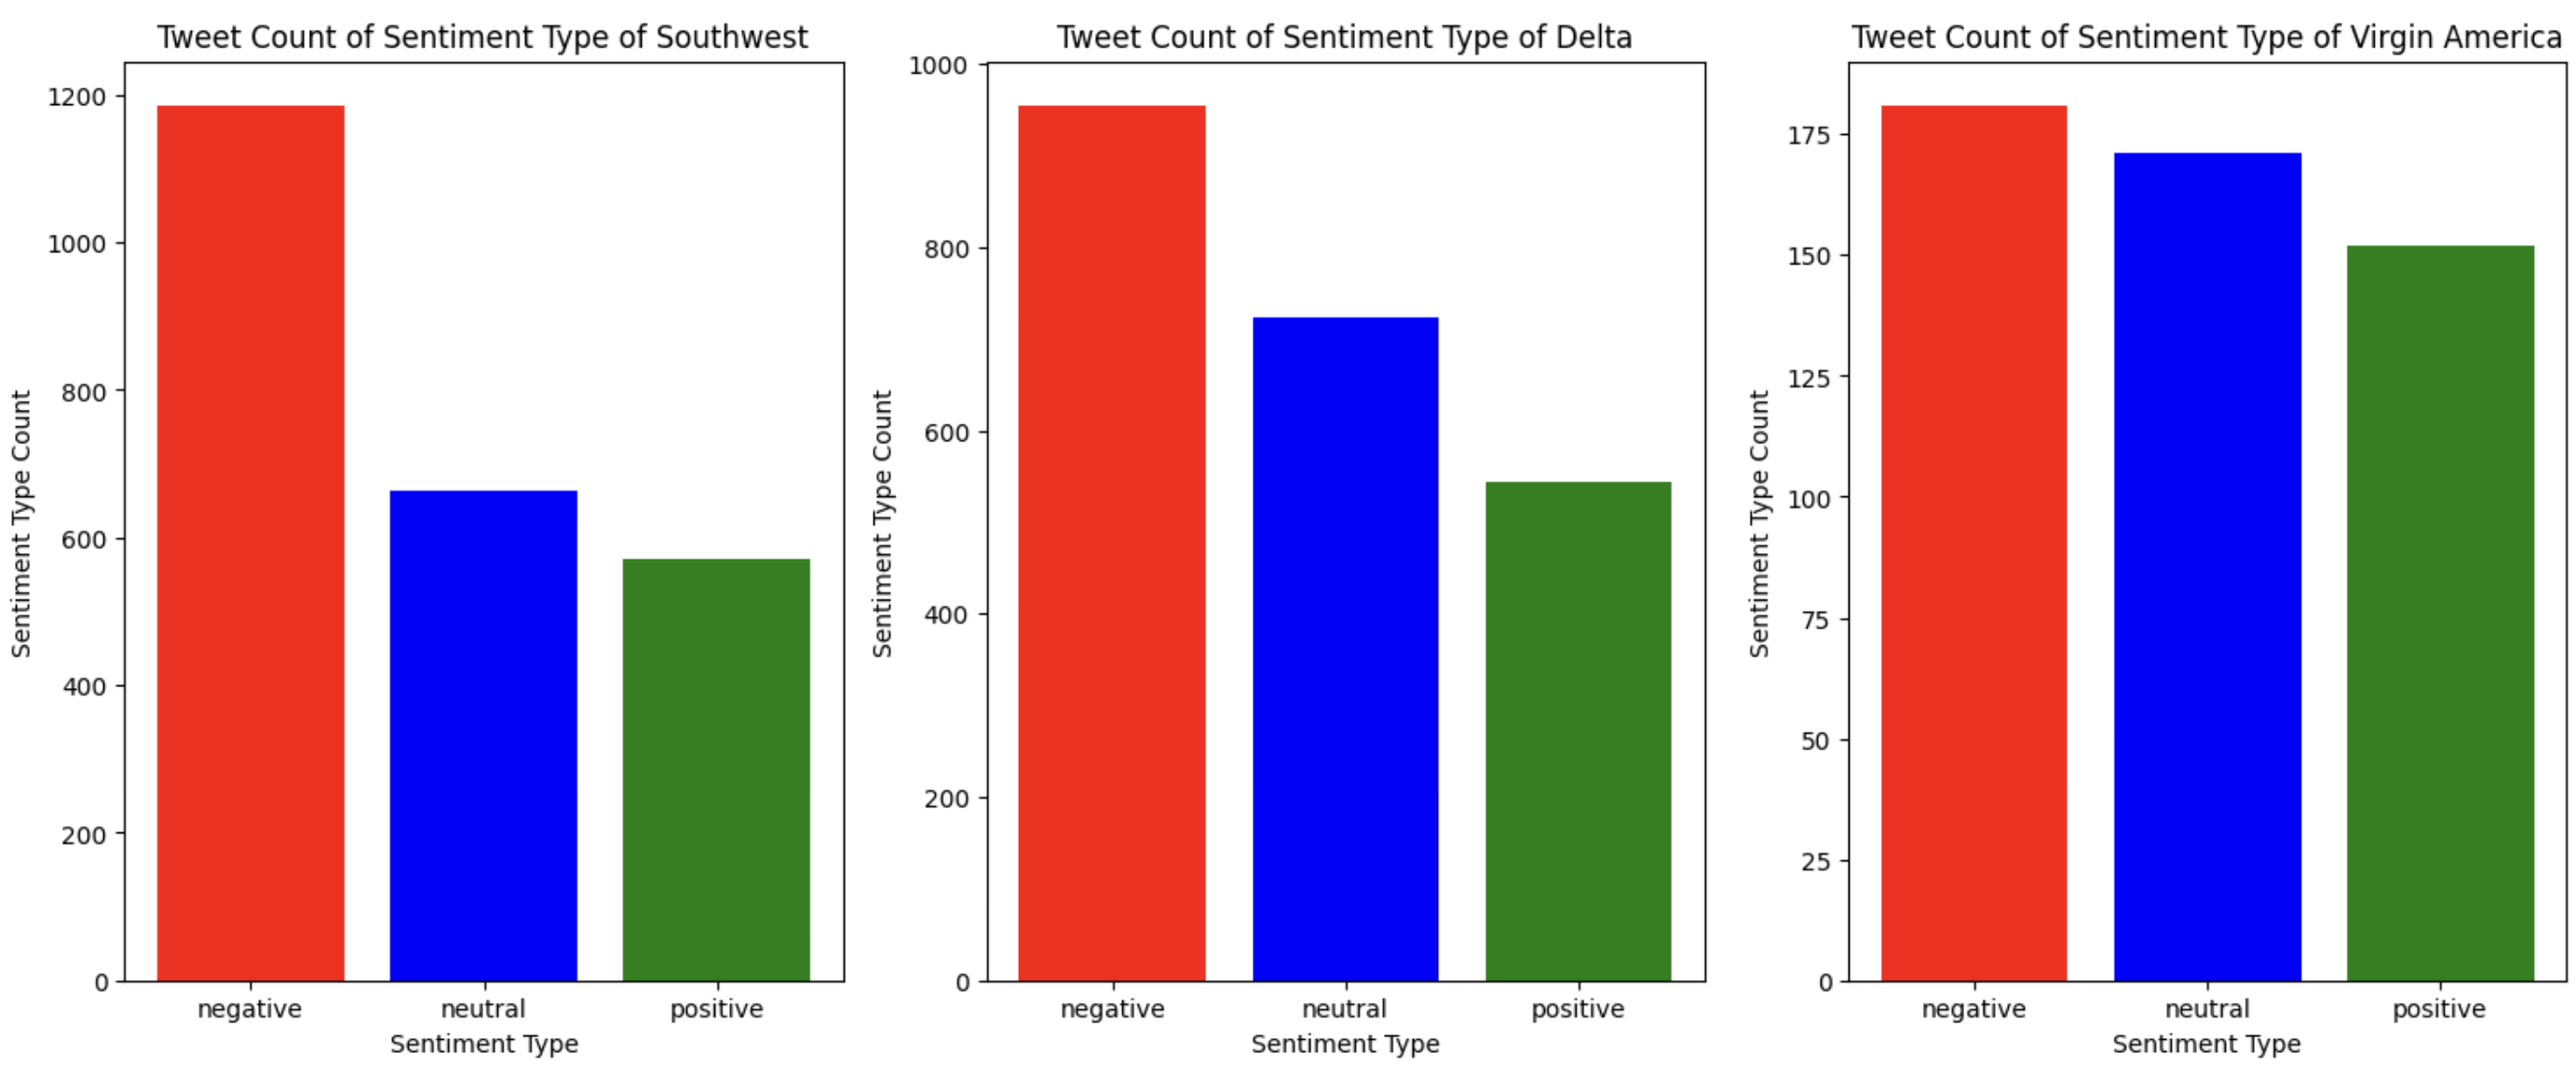 Tweet Count of Sentiment Type of Southwest
1200
1000
800
600
400
200
0
Sentiment Type Count
negative neutral positive
Sentiment Type
Tweet Count of Sentiment Type of Delta
1000
800
600
400
200
0
Sentiment Type Count
negative neutral positive
Sentiment Type
Tweet Count of Sentiment Type of Virgin America
175
150
125
100
75
50
25
0
Sentiment Type Count
negative neutral positive
Sentiment Type